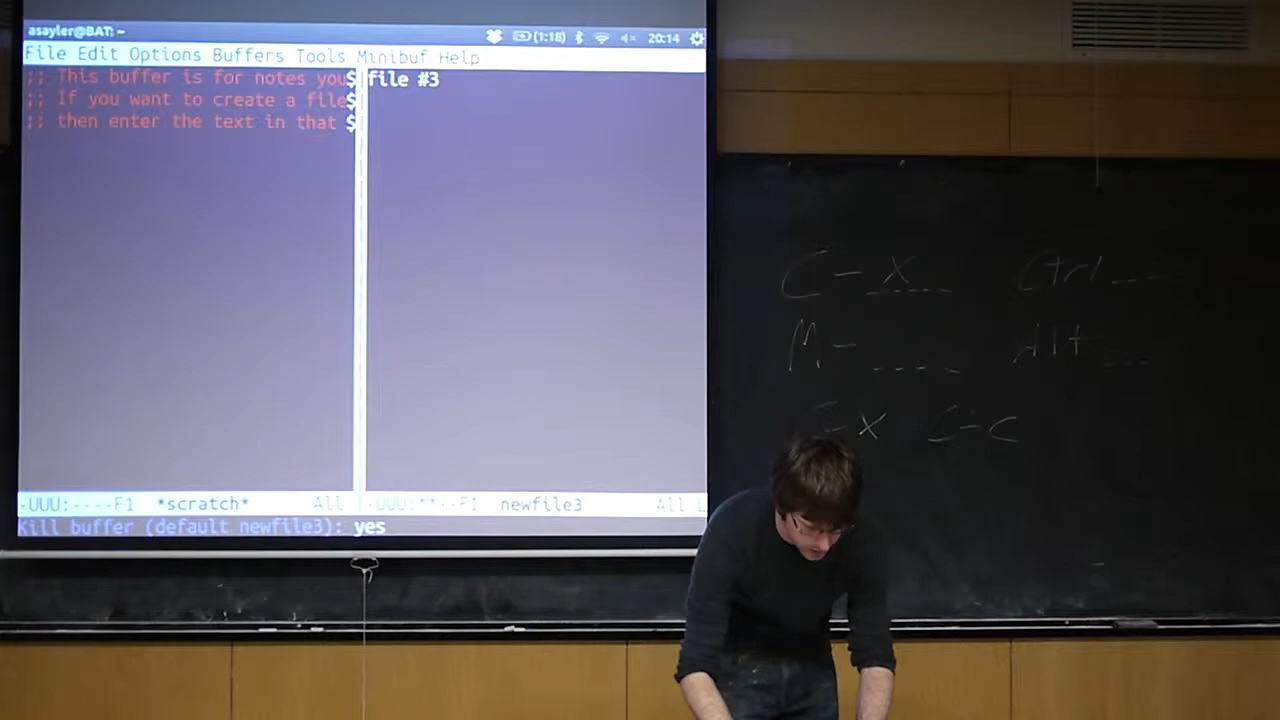 asayler@BAT: ~
(1:18) 20:14
File Edit Options Buffers Tools Minibuf Help
;; This buffer is for notes you$
;; If you want to create a file$
;; then enter the text in that $
file #3
-UUU:----F1 *scratch* All
-UUU:**--F1 newfile3 All L
Kill buffer (default newfile3): yes
C - x.... Ctrl ---
M- .... Alt ...
C-x C-c